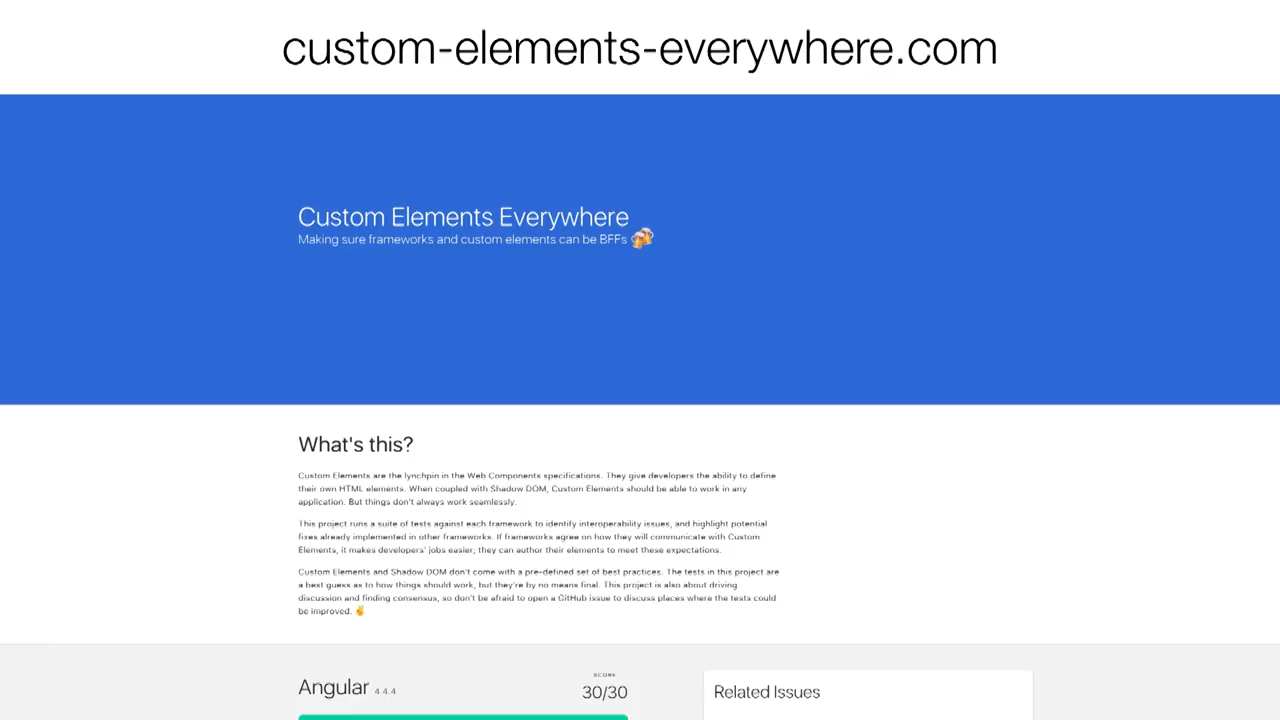 custom-elements-everywhere.com
Custom Elements Everywhere
Making sure frameworks and custom elements can be BFFs 🍻
What's this?
Custom Elements are the lynchpin in the Web Components specifications. They give developers the ability to define
their own HTML elements. When coupled with Shadow DOM, Custom Elements should be able to work in any
application. But things don't always work seamlessly.
This project runs a suite of tests against each framework to identify interoperability issues, and highlight potential
fixes already implemented in other frameworks. If frameworks agree on how they will communicate with Custom
Elements, it makes developers' jobs easier; they can author their elements to meet these expectations.
Custom Elements and Shadow DOM don't come with a pre-defined set of best practices. The tests in this project are
a best guess as to how things should work, but they're by no means final. This project is also about driving
discussion and finding consensus, so don't be afraid to open a GitHub issue to discuss places where the tests could
be improved. ✌
Angular 4.4.4
SCORE
30/30
Related Issues